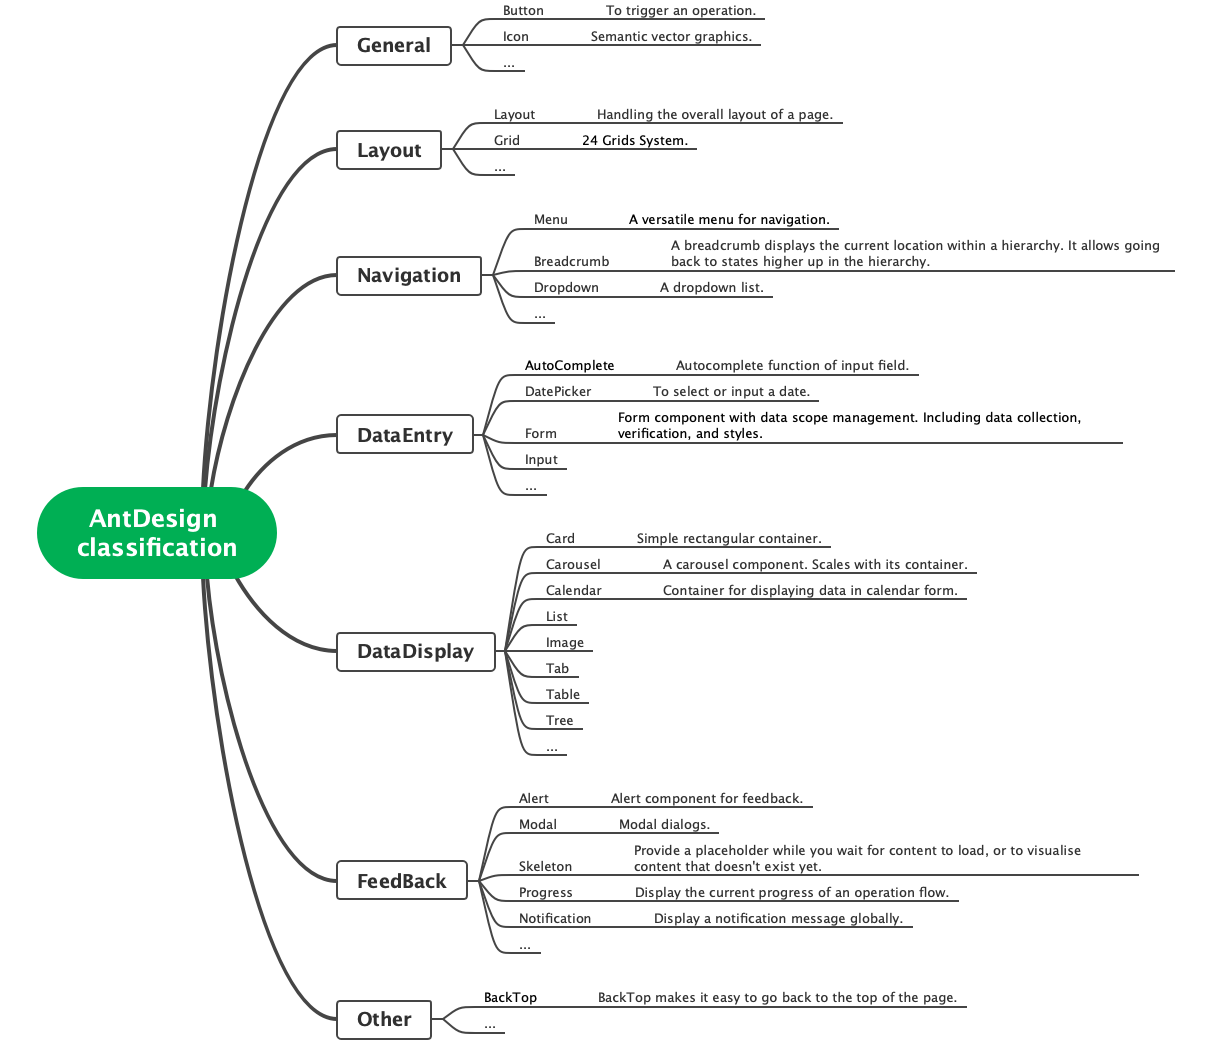 AntDesign
classification
General
Button To trigger an operation.
Icon Semantic vector graphics.
...
Layout
Layout Handling the overall layout of a page.
Grid 24 Grids System.
...
Navigation
Menu A versatile menu for navigation.
Breadcrumb A breadcrumb displays the current location within a hierarchy. It allows going
back to states higher up in the hierarchy.
Dropdown A dropdown list.
...
DataEntry
AutoComplete Autocomplete function of input field.
DatePicker To select or input a date.
Form Form component with data scope management. Including data collection,
verification, and styles.
Input
...
DataDisplay
Card Simple rectangular container.
Carousel A carousel component. Scales with its container.
Calendar Container for displaying data in calendar form.
List
Image
Tab
Table
Tree
...
FeedBack
Alert Alert component for feedback.
Modal Modal dialogs.
Skeleton Provide a placeholder while you wait for content to load, or to visualise
content that doesn't exist yet.
Progress Display the current progress of an operation flow.
Notification Display a notification message globally.
...
Other
BackTop BackTop makes it easy to go back to the top of the page.
...